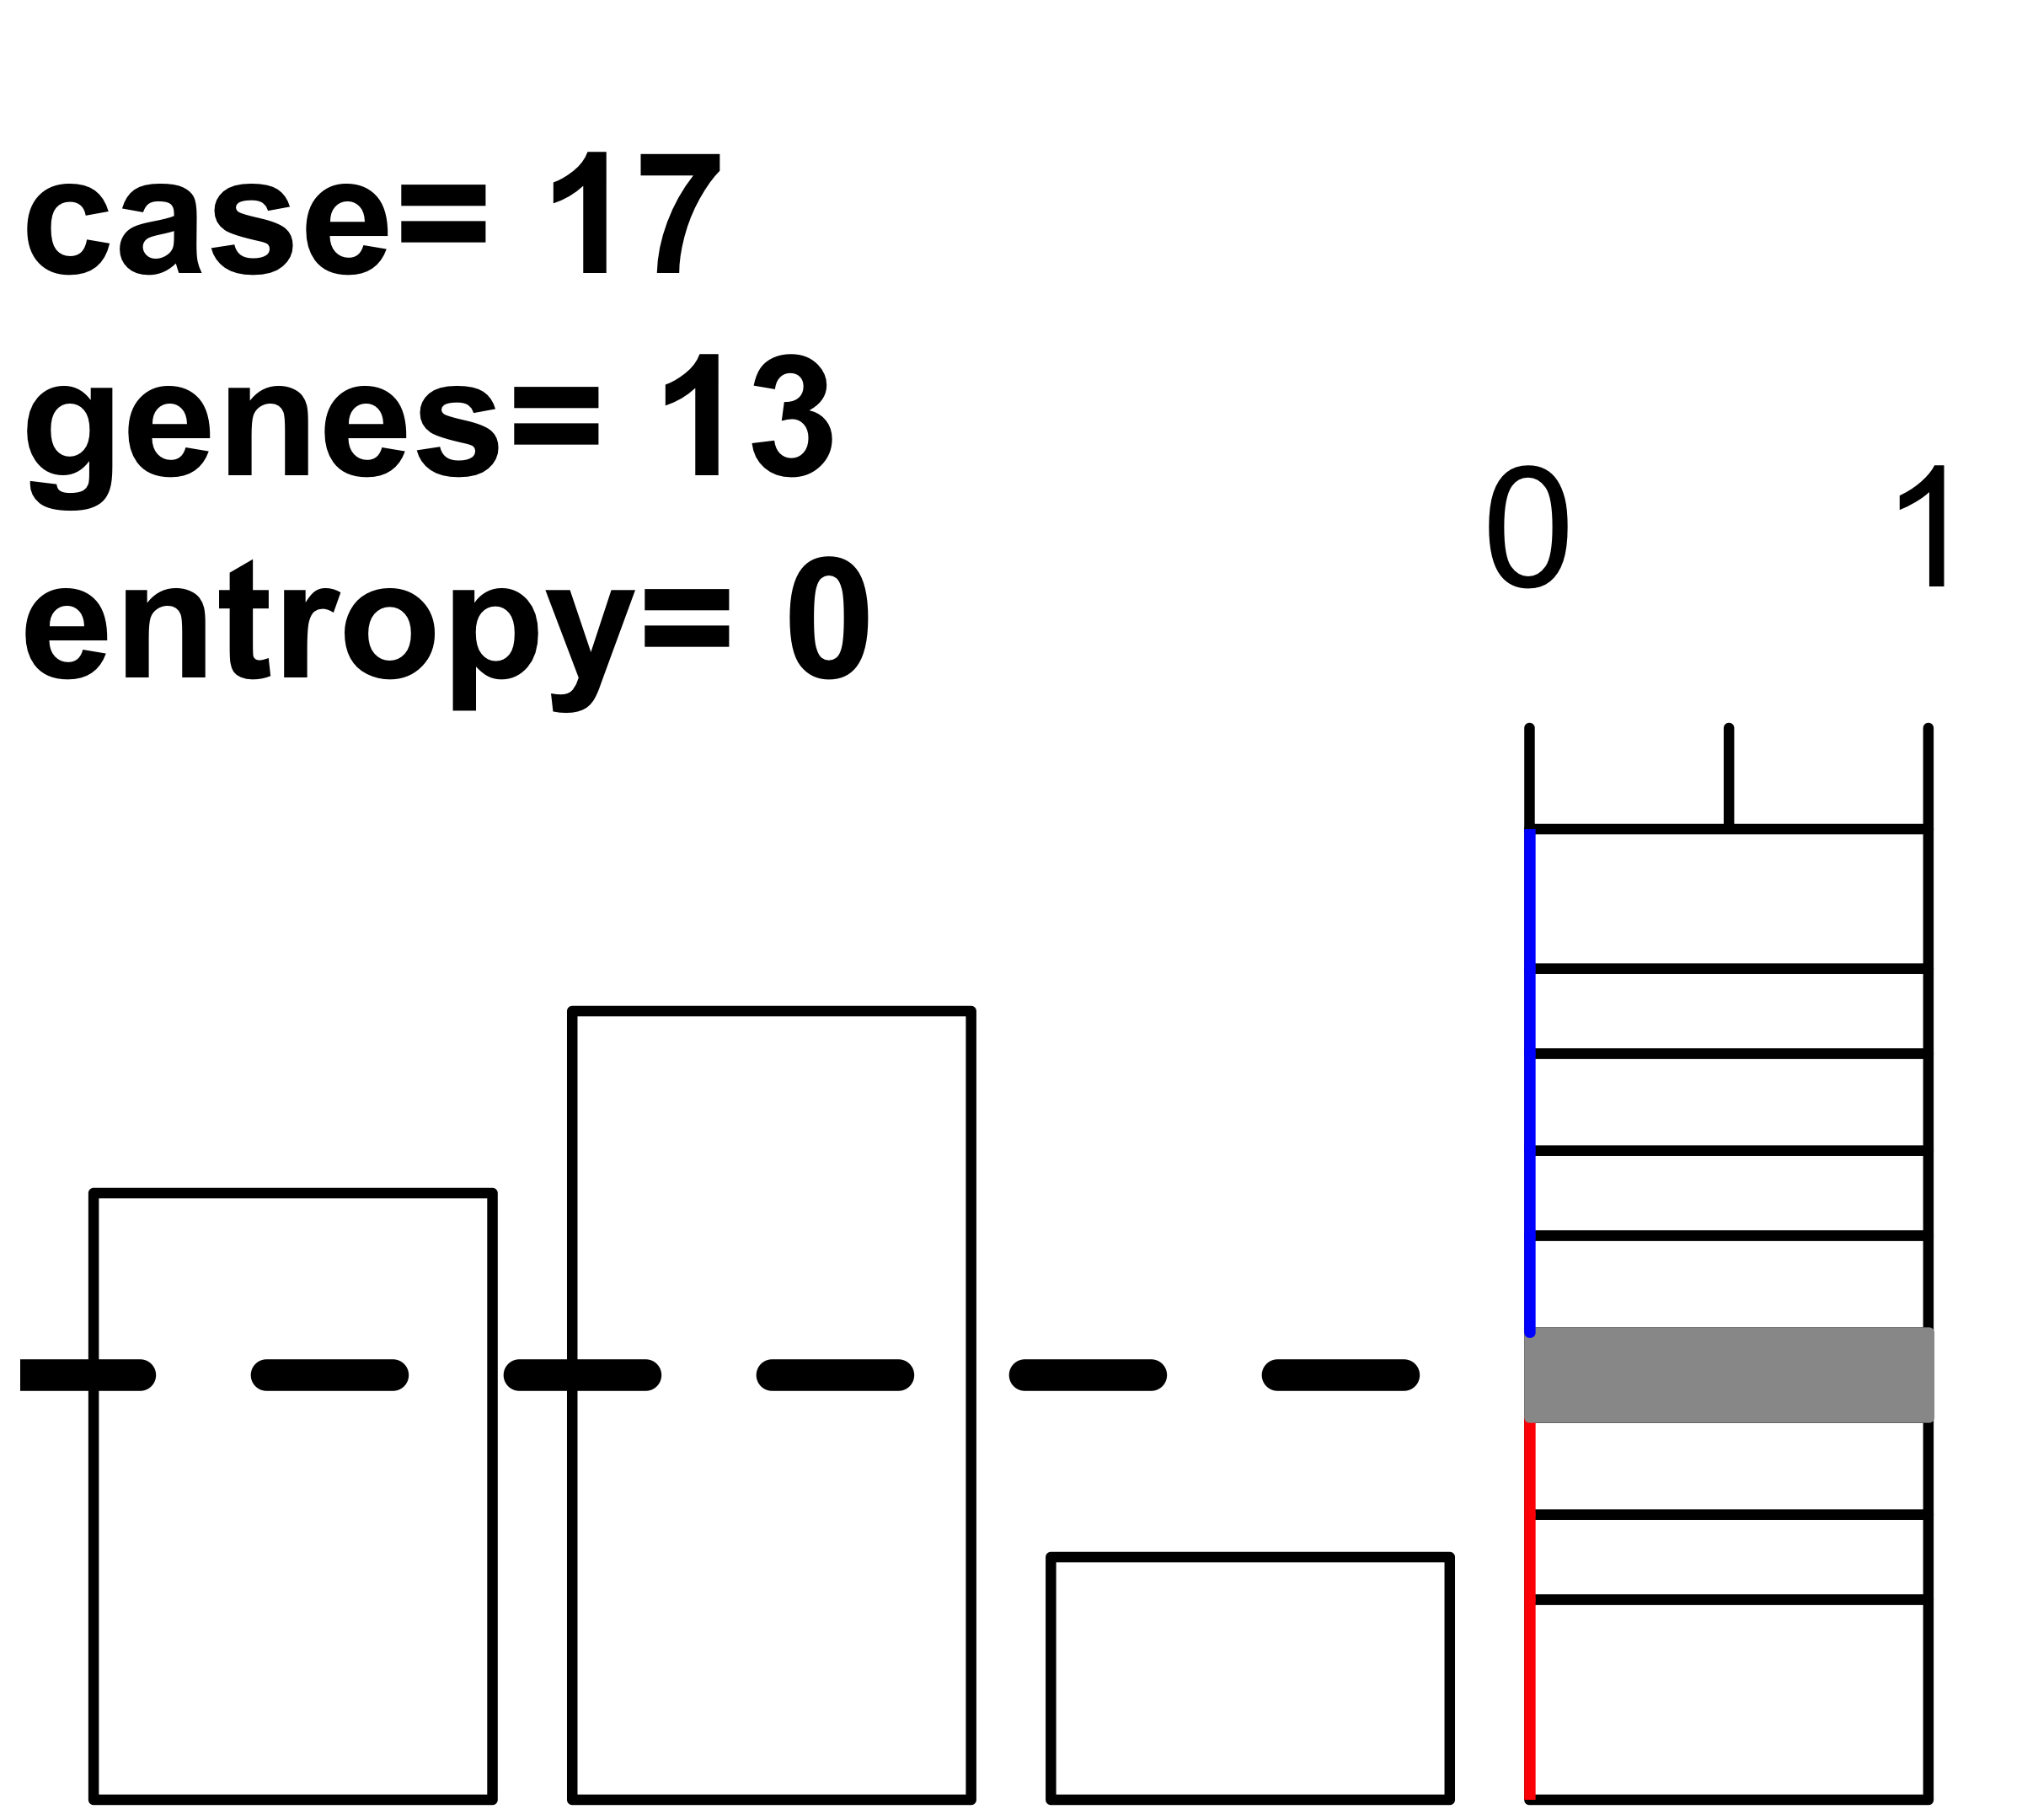 case= 17
genes= 13
entropy= 0
0 1